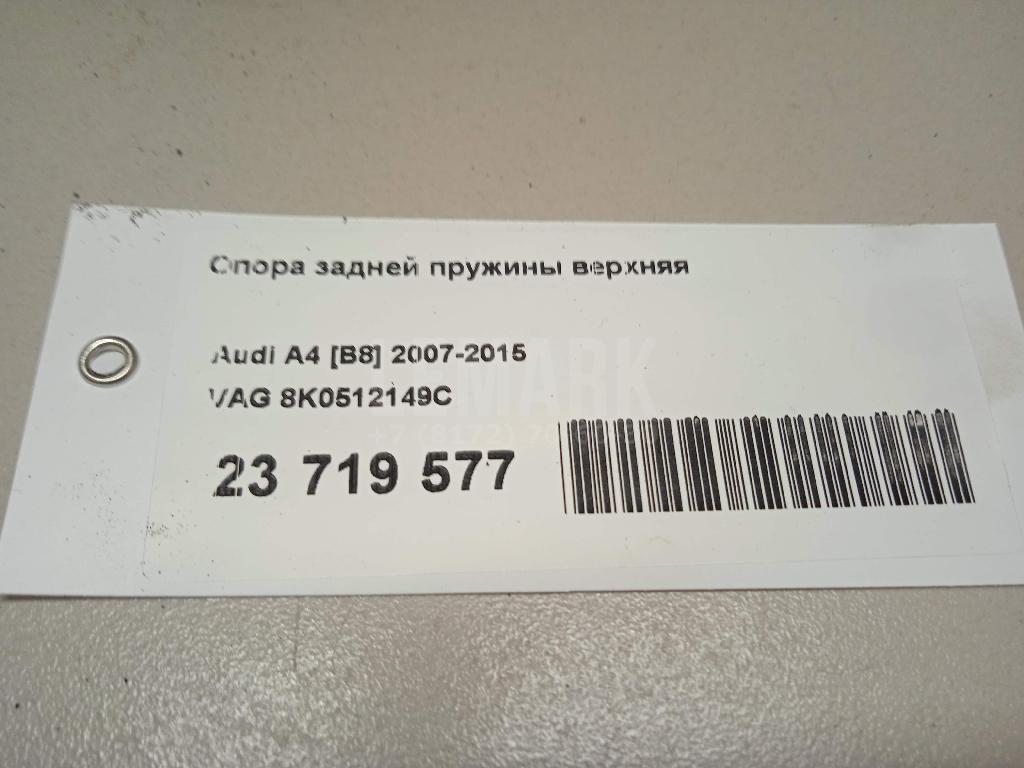 Опора задней пружины верхняя
Audi A4 [B8] 2007-2015
VAG 8K0512149C
23 719 577